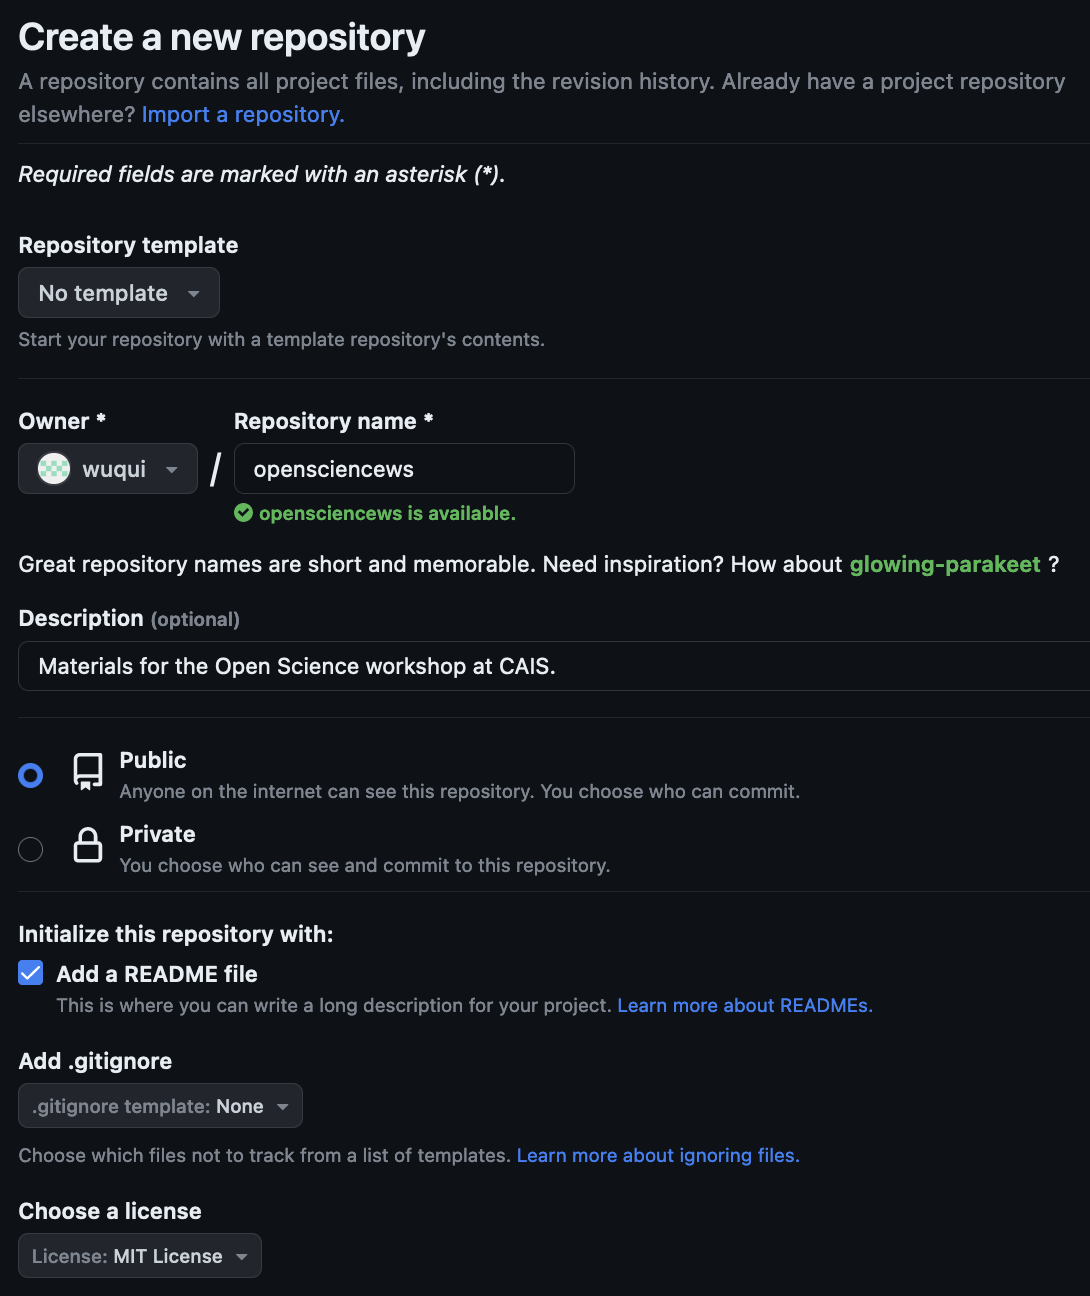 Create a new repository
A repository contains all project files, including the revision history. Already have a project repository
elsewhere? Import a repository.
Required fields are marked with an asterisk (*).
Repository template
No template
Start your repository with a template repository's contents.
Owner * Repository name *
wuqui / opensciencews
opensciencews is available.
Great repository names are short and memorable. Need inspiration? How about glowing-parakeet ?
Description (optional)
Materials for the Open Science workshop at CAIS.
Public
Anyone on the internet can see this repository. You choose who can commit.
Private
You choose who can see and commit to this repository.
Initialize this repository with:
Add a README file
This is where you can write a long description for your project. Learn more about READMEs.
Add .gitignore
.gitignore template: None
Choose which files not to track from a list of templates. Learn more about ignoring files.
Choose a license
License: MIT License